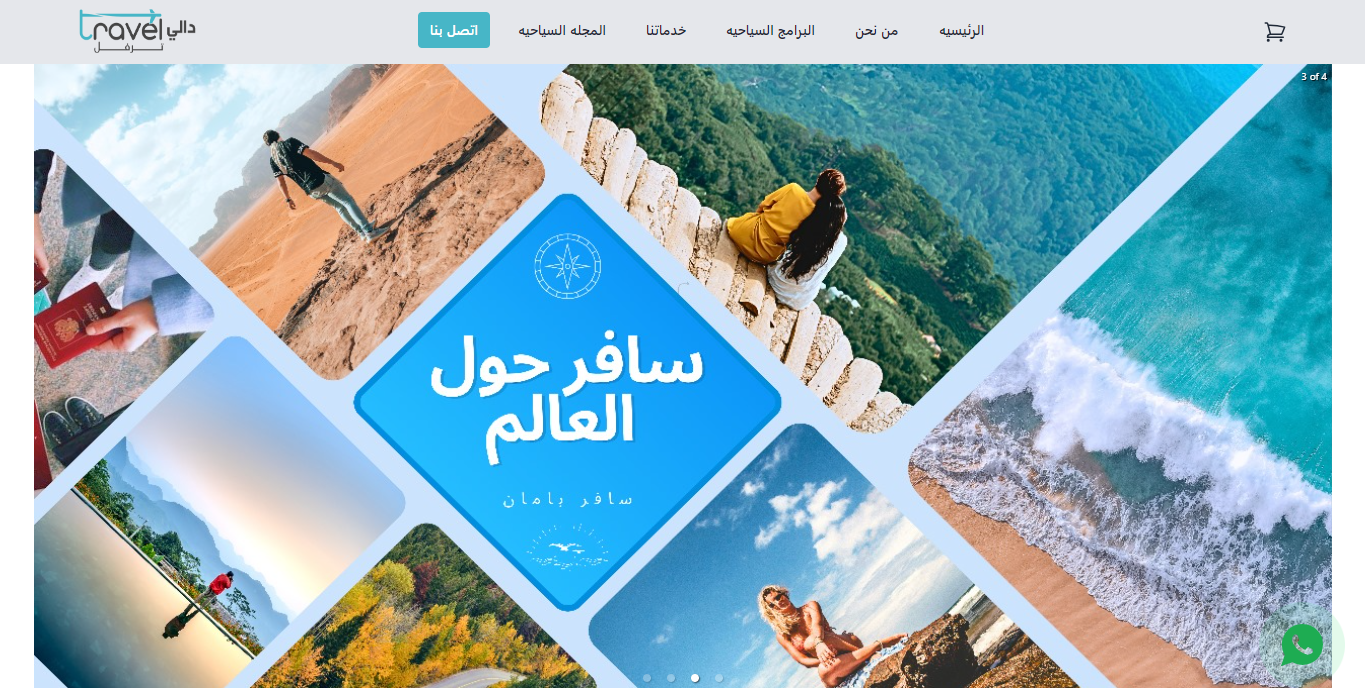 الرئيسيه
من نحن
البرامج السياحيه
خدماتنا
المجله السياحيه
اتصل بنا
travel دالي
تـــرفـــل
3 of 4
سافر حول
العالم
سافر بامان